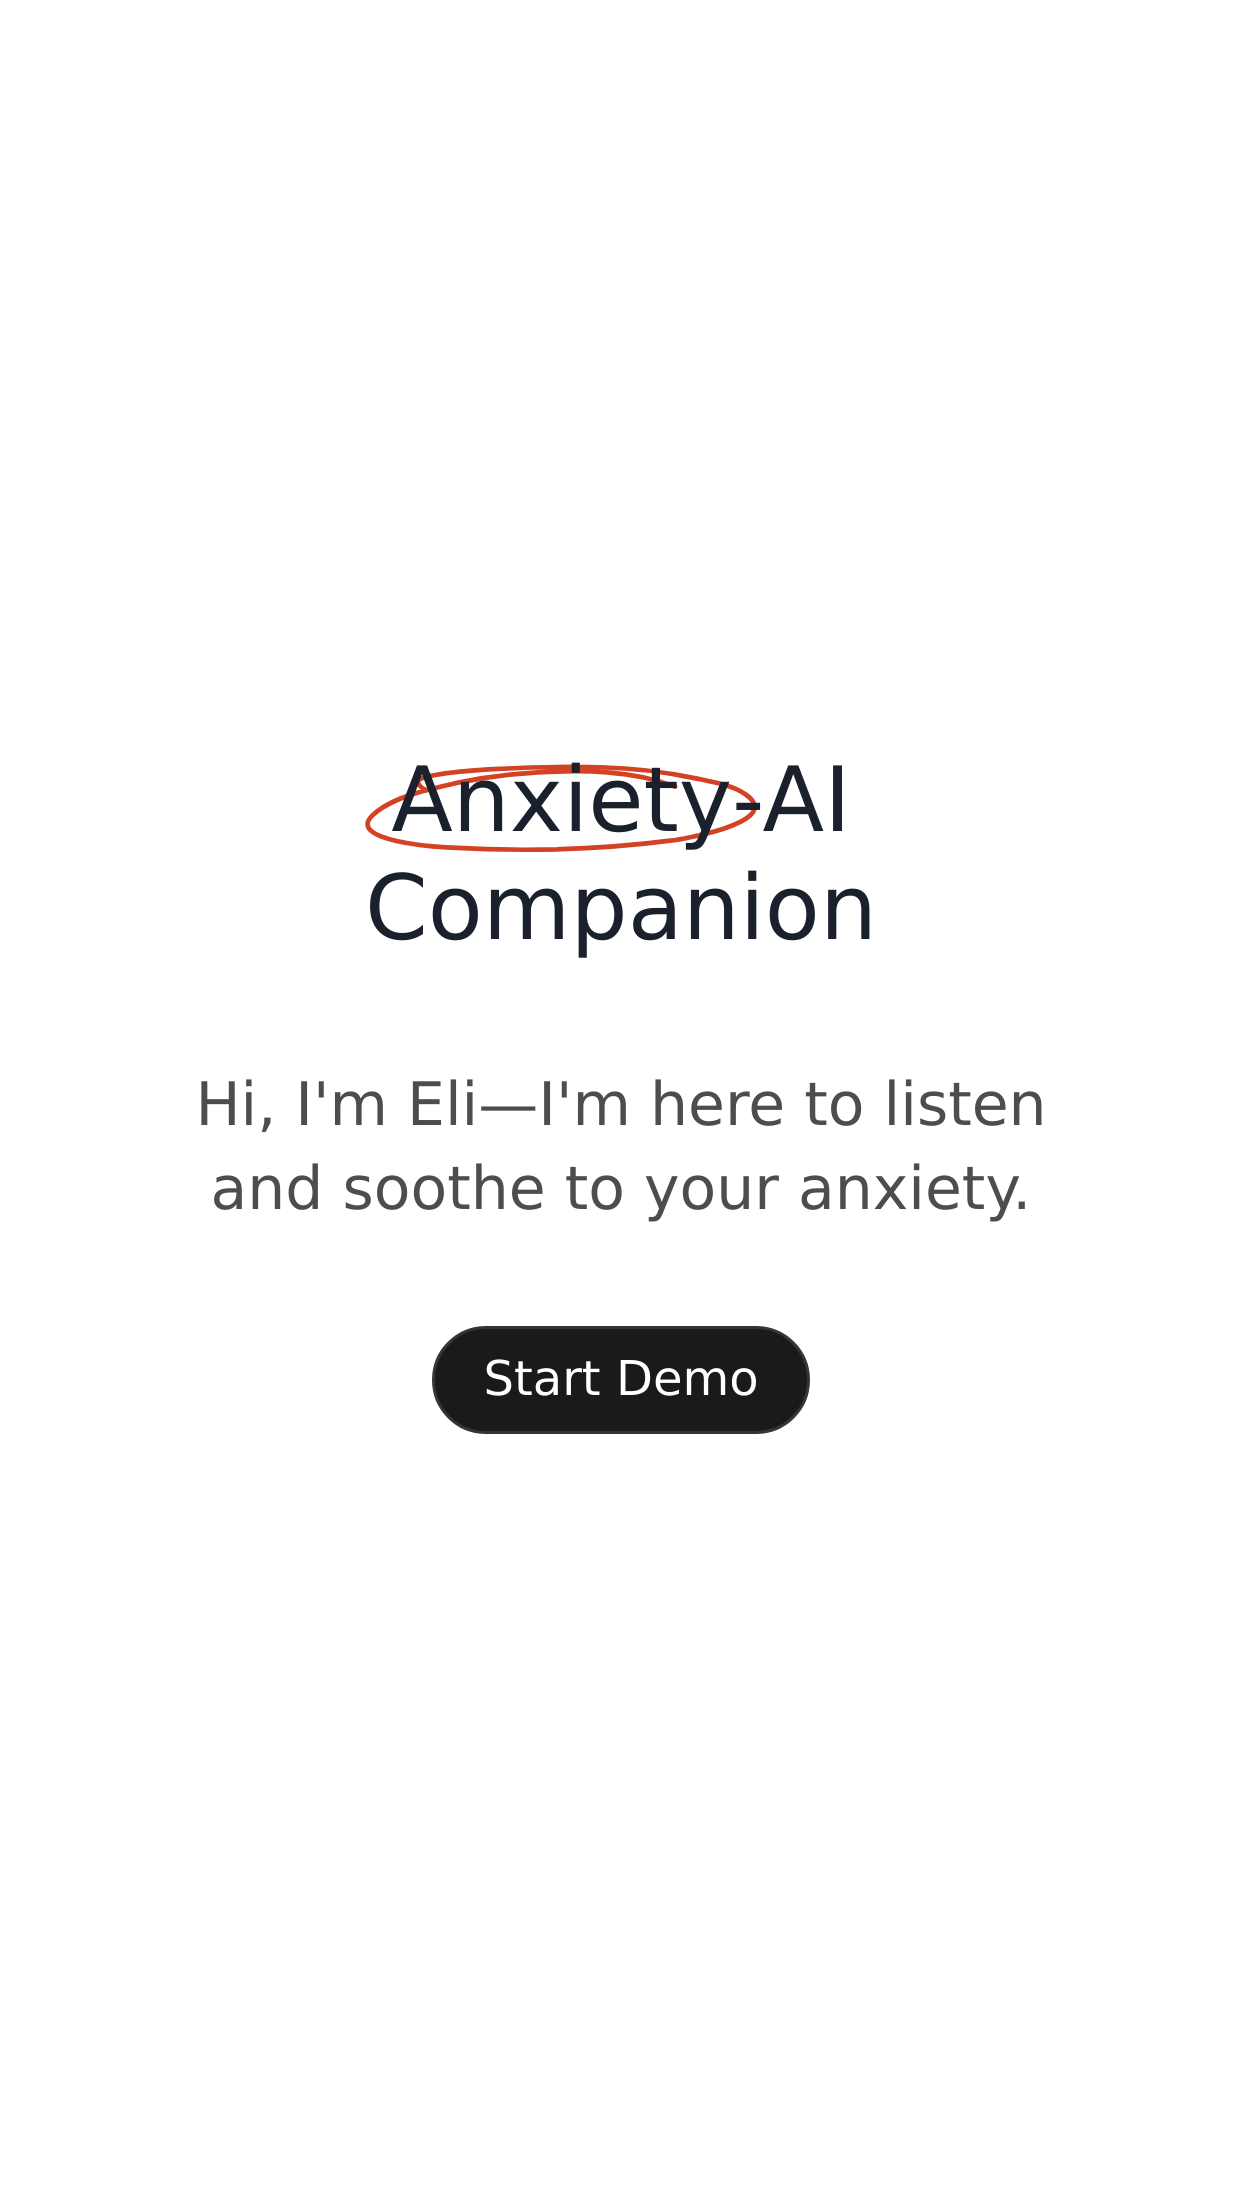 Anxiety-AI
Companion
Hi, I'm Eli—I'm here to listen
and soothe to your anxiety.
Start Demo